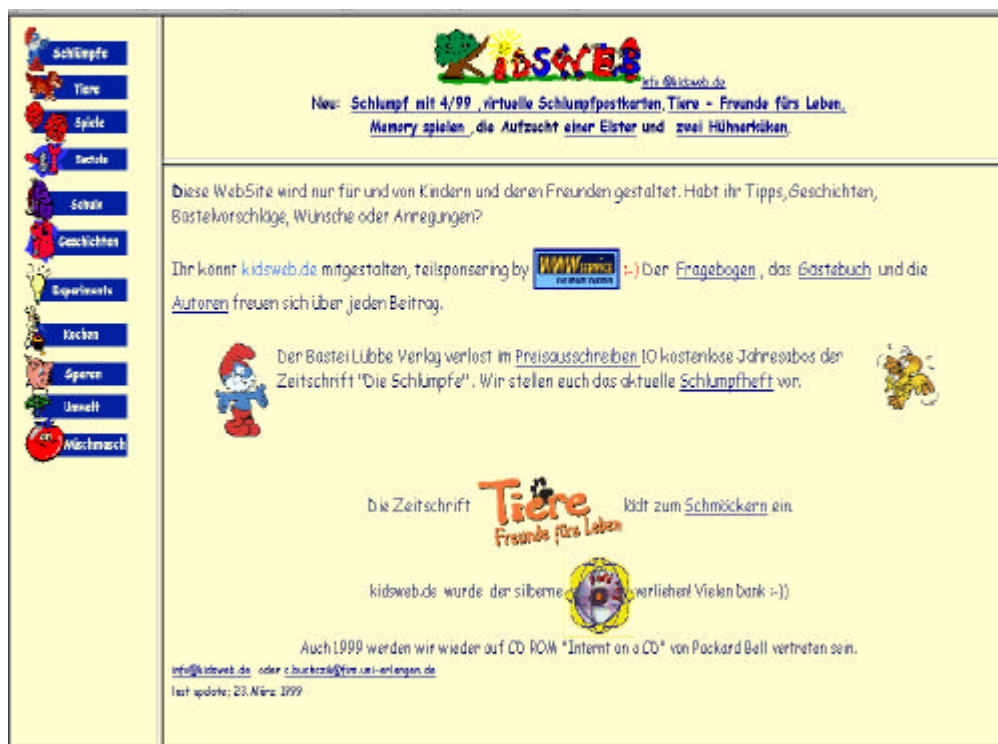 Schlümpfe
Tiere
Spiele
Basteln
Schule
Geschichten
Experimente
Kochen
Sparen
Umwelt
Mischmasch
KIDSWEB
info@kidsweb.de
Neu: Schlumpf mit 4/99 ,virtuelle Schlumpfpostkarten, Tiere - Freunde fürs Leben,
Memory spielen ,die Aufzucht einer Elster und zwei Hühnerküken,
Diese WebSite wird nur für und von Kindern und deren Freunden gestaltet. Habt ihr Tipps, Geschichten,
Bastelvorschläge, Wünsche oder Anregungen?
Ihr könnt kidsweb.de mitgestalten, teilsponsering by WWW SERVICE :-) Der Fragebogen , das Gästebuch und die
Autoren freuen sich über jeden Beitrag.
Der Bastei Lübbe Verlag verlost im Preisausschreiben 10 kostenlose Jahresabos der
Zeitschrift "Die Schlümpfe" . Wir stellen euch das aktuelle Schlumpfheft vor.
Die Zeitschrift Tiere Freunde fürs Leben lädt zum Schmöckern ein.
kidsweb.de wurde der silberne verliehen! Vielen Dank :-))
Auch 1999 werden wir wieder auf CD ROM "Internt on a CD" von Packard Bell vertreten sein.
info@kidsweb.de oder
last update; 23. März 1999